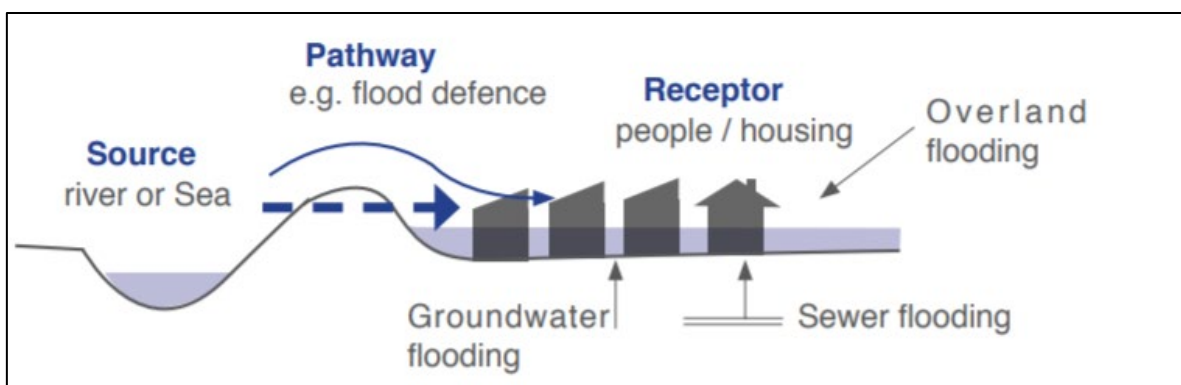 Pathway
e.g. flood defence
Receptor
people / housing
Overland
flooding
Source
river or Sea
Groundwater
flooding
Sewer flooding